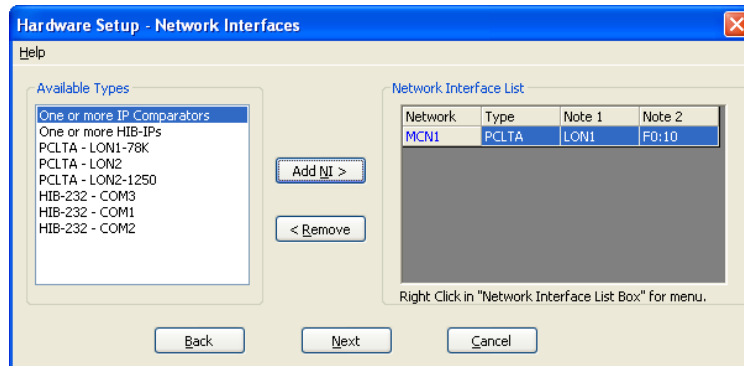 Hardware Setup - Network Interfaces
Help
Available Types
One or more IP Comparators
One or more HIB-IPs
PCLTA - LON1-78K
PCLTA - LON2
PCLTA - LON2-1250
HIB-232 - COM3
HIB-232 - COM1
HIB-232 - COM2
Add NI >
< Remove
Network Interface List
Network Type Note 1 Note 2
MCN1 PCLTA LON1 F0:10
Right Click in "Network Interface List Box" for menu.
Back Next Cancel